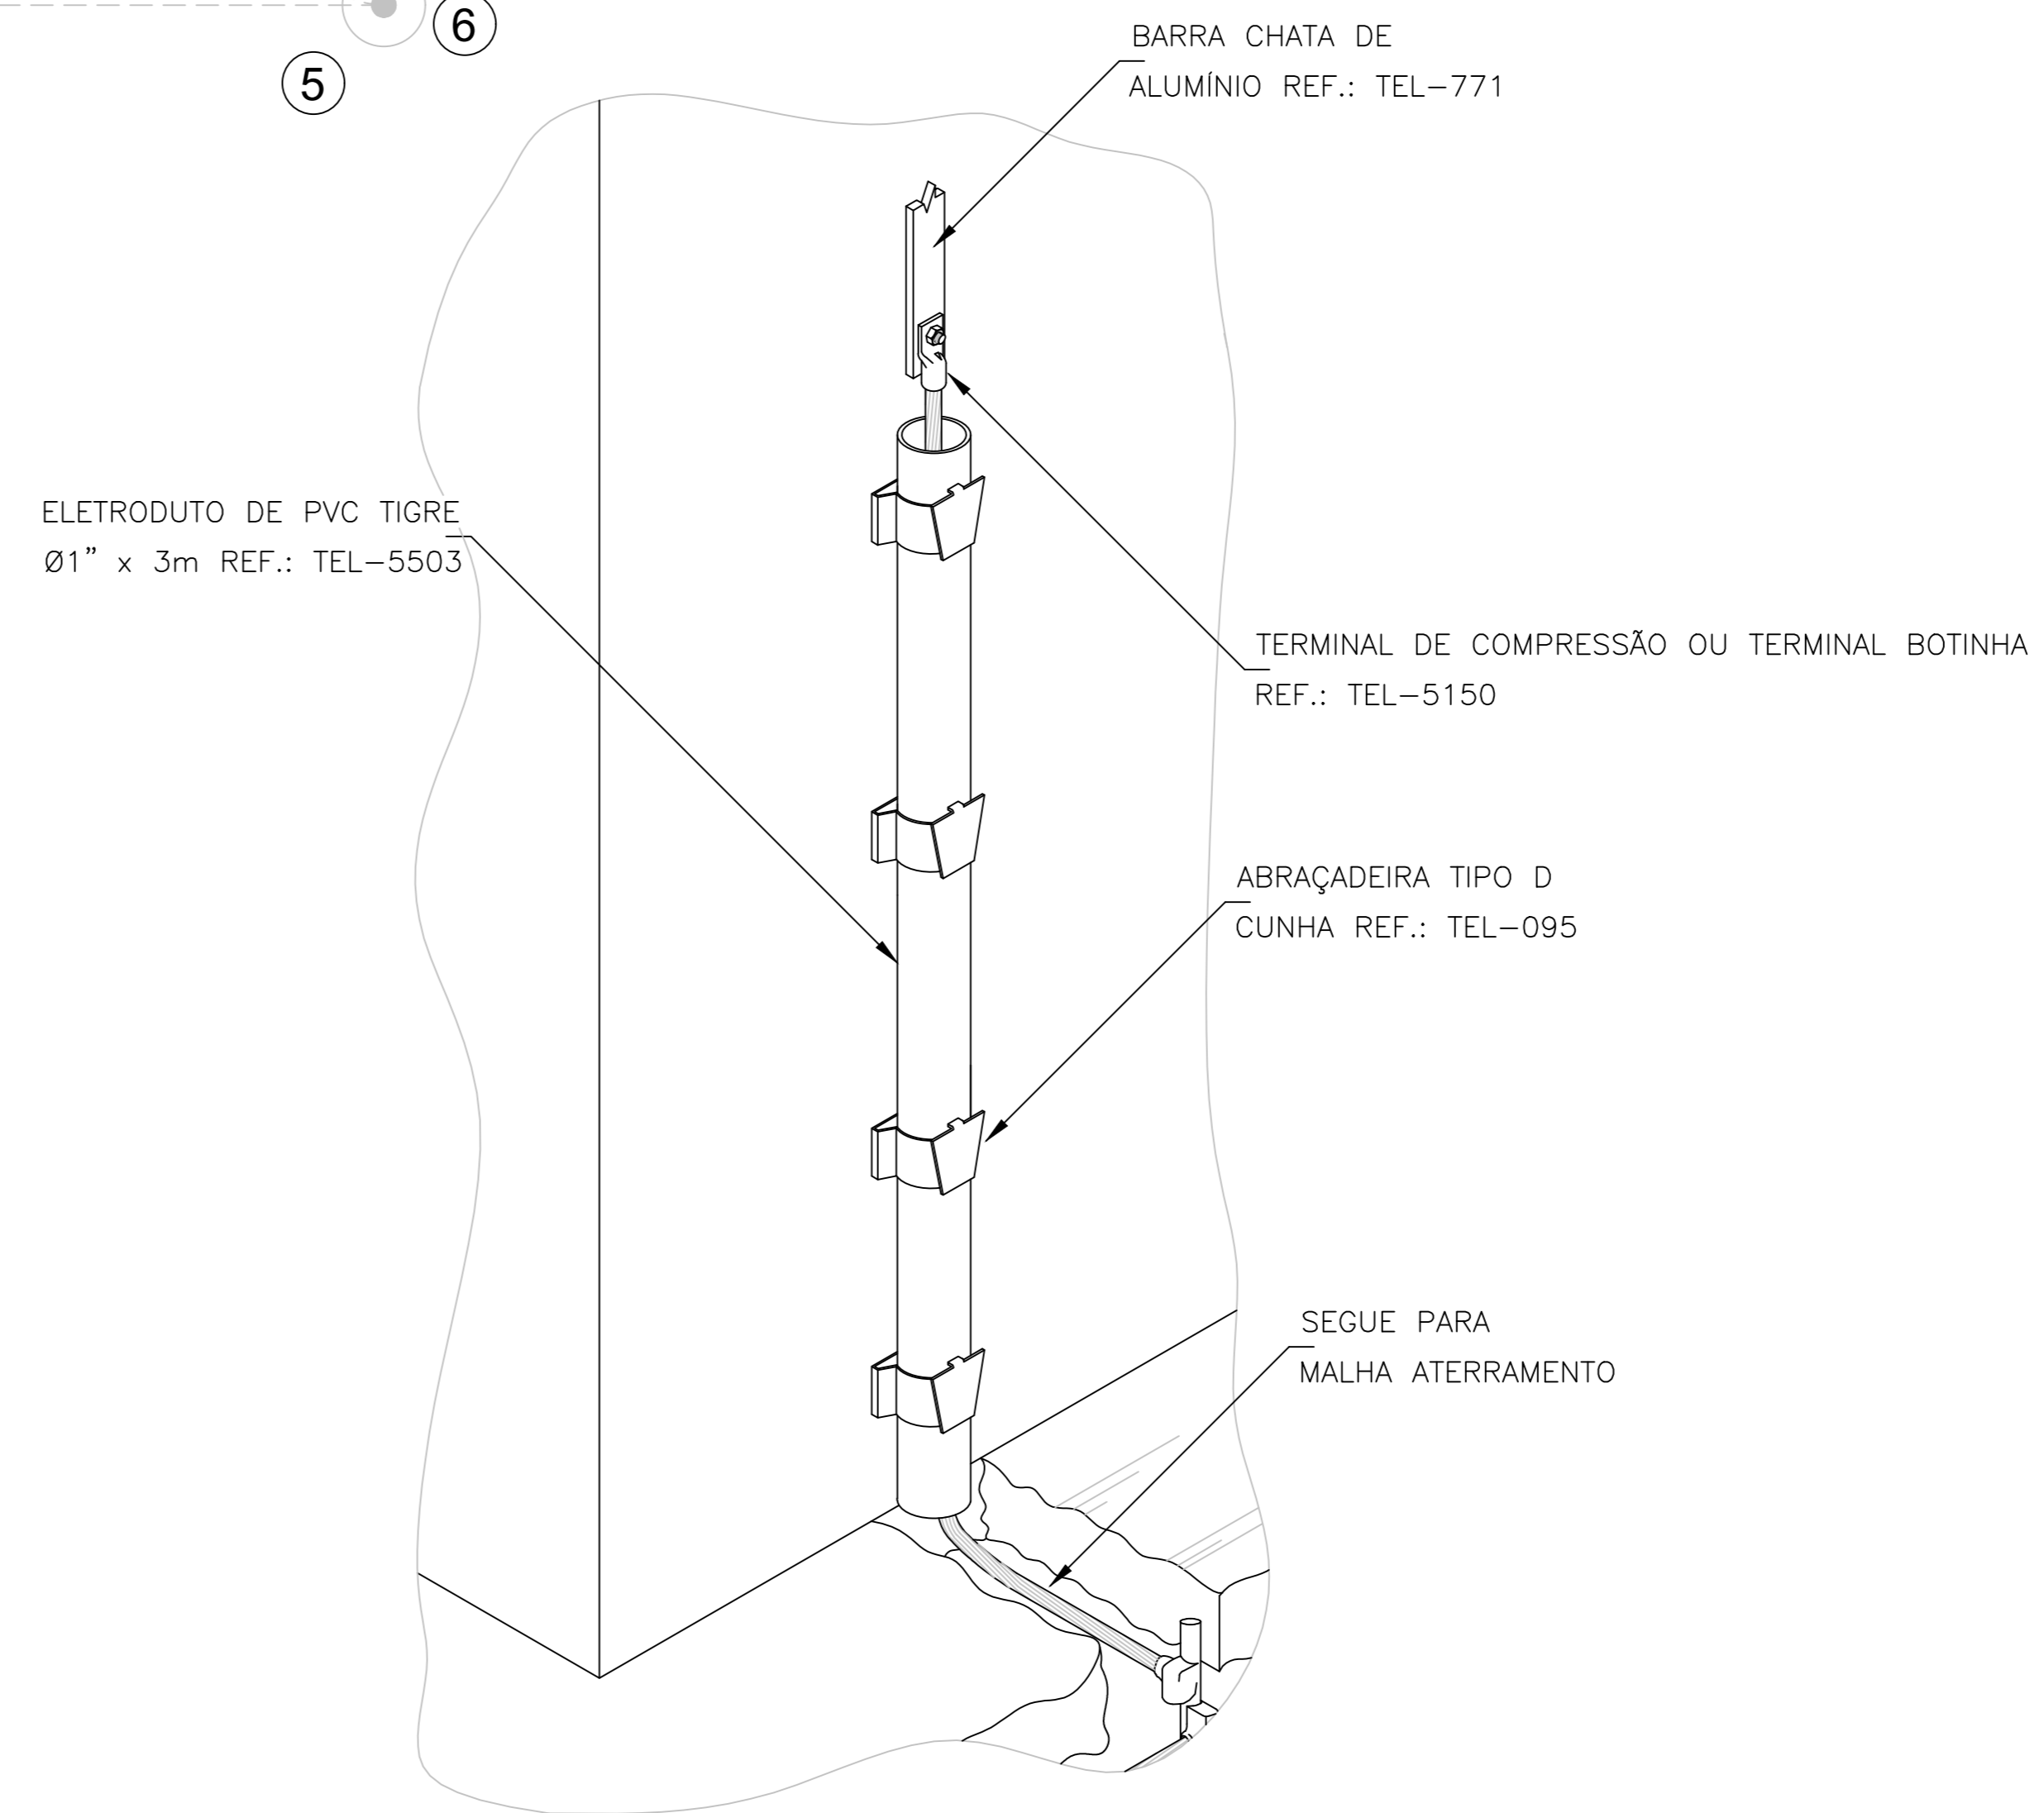 6
5
BARRA CHATA DE
ALUMÍNIO REF.: TEL-771
ELETRODUTO DE PVC TIGRE
Ø1” x 3m REF.: TEL-5503
TERMINAL DE COMPRESSÃO OU TERMINAL BOTINHA
REF.: TEL-5150
ABRAÇADEIRA TIPO D
CUNHA REF.: TEL-095
SEGUE PARA
MALHA ATERRAMENTO